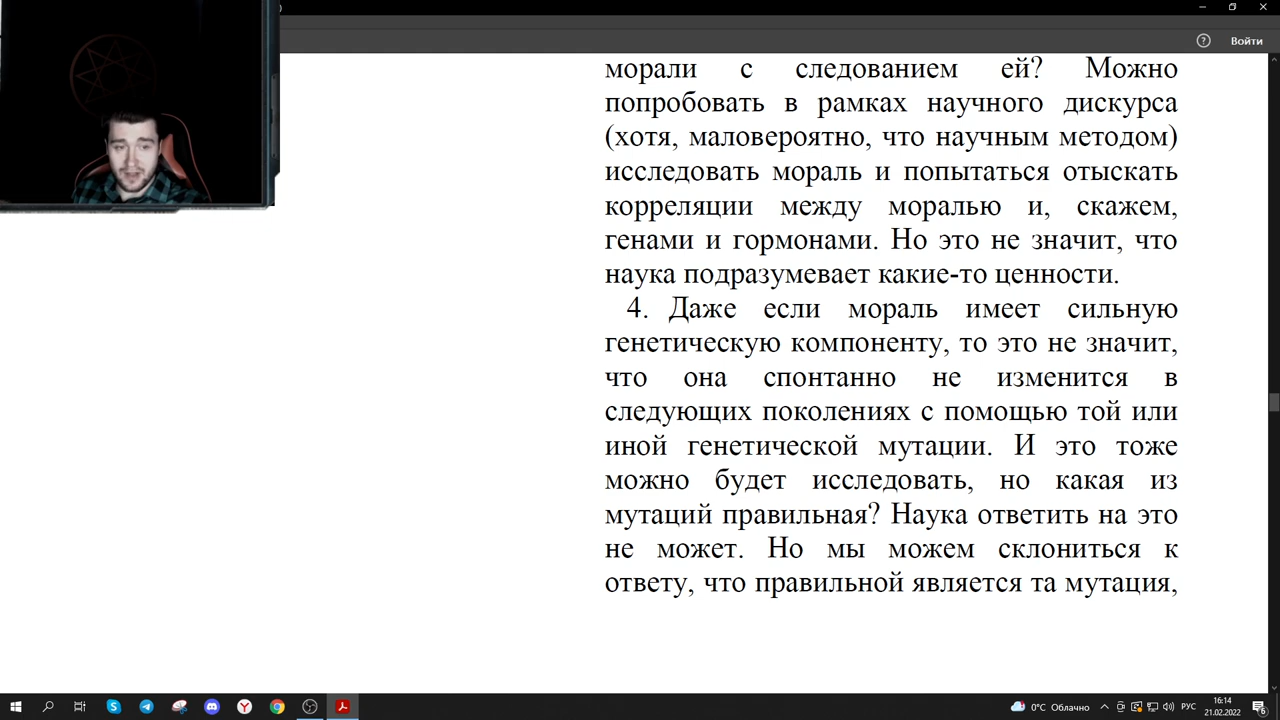 Войти
морали с следованием ей? Можно
попробовать в рамках научного дискурса
(хотя, маловероятно, что научным методом)
исследовать мораль и попытаться отыскать
корреляции между моралью и, скажем,
генами и гормонами. Но это не значит, что
наука подразумевает какие-то ценности.
4. Даже если мораль имеет сильную
генетическую компоненту, то это не значит,
что она спонтанно не изменится в
следующих поколениях с помощью той или
иной генетической мутации. И это тоже
можно будет исследовать, но какая из
мутаций правильная? Наука ответить на это
не может. Но мы можем склониться к
ответу, что правильной является та мутация,
0°C Облачно
РУС
16:14
21.02.2022
6